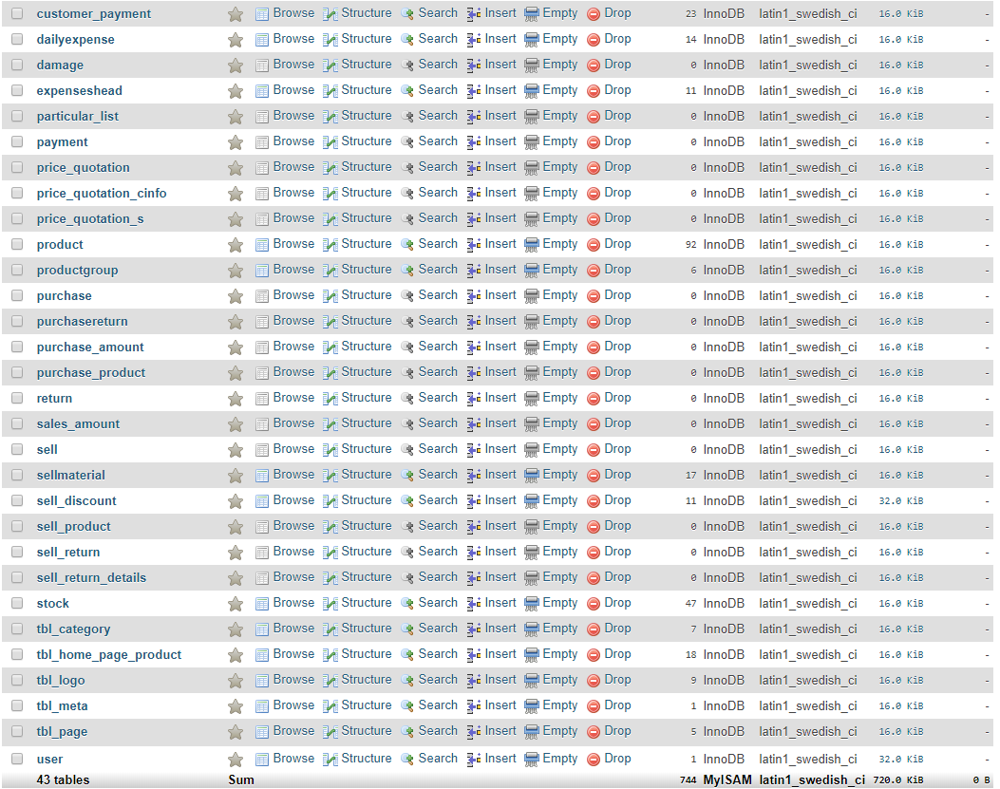 customer_payment Browse Structure Search Insert Empty Drop 23 InnoDB latin1_swedish_ci 16.0 KiB -
dailyexpense Browse Structure Search Insert Empty Drop 14 InnoDB latin1_swedish_ci 16.0 KiB -
damage Browse Structure Search Insert Empty Drop 0 InnoDB latin1_swedish_ci 16.0 KiB -
expenseshead Browse Structure Search Insert Empty Drop 11 InnoDB latin1_swedish_ci 16.0 KiB -
particular_list Browse Structure Search Insert Empty Drop 0 InnoDB latin1_swedish_ci 16.0 KiB -
payment Browse Structure Search Insert Empty Drop 0 InnoDB latin1_swedish_ci 16.0 KiB -
price_quotation Browse Structure Search Insert Empty Drop 0 InnoDB latin1_swedish_ci 16.0 KiB -
price_quotation_cinfo Browse Structure Search Insert Empty Drop 0 InnoDB latin1_swedish_ci 16.0 KiB -
price_quotation_s Browse Structure Search Insert Empty Drop 0 InnoDB latin1_swedish_ci 16.0 KiB -
product Browse Structure Search Insert Empty Drop 92 InnoDB latin1_swedish_ci 16.0 KiB -
productgroup Browse Structure Search Insert Empty Drop 6 InnoDB latin1_swedish_ci 16.0 KiB -
purchase Browse Structure Search Insert Empty Drop 0 InnoDB latin1_swedish_ci 16.0 KiB -
purchasereturn Browse Structure Search Insert Empty Drop 0 InnoDB latin1_swedish_ci 16.0 KiB -
purchase_amount Browse Structure Search Insert Empty Drop 0 InnoDB latin1_swedish_ci 16.0 KiB -
purchase_product Browse Structure Search Insert Empty Drop 0 InnoDB latin1_swedish_ci 16.0 KiB -
return Browse Structure Search Insert Empty Drop 0 InnoDB latin1_swedish_ci 16.0 KiB -
sales_amount Browse Structure Search Insert Empty Drop 0 InnoDB latin1_swedish_ci 16.0 KiB -
sell Browse Structure Search Insert Empty Drop 0 InnoDB latin1_swedish_ci 16.0 KiB -
sellmaterial Browse Structure Search Insert Empty Drop 17 InnoDB latin1_swedish_ci 16.0 KiB -
sell_discount Browse Structure Search Insert Empty Drop 11 InnoDB latin1_swedish_ci 32.0 KiB -
sell_product Browse Structure Search Insert Empty Drop 0 InnoDB latin1_swedish_ci 16.0 KiB -
sell_return Browse Structure Search Insert Empty Drop 0 InnoDB latin1_swedish_ci 16.0 KiB -
sell_return_details Browse Structure Search Insert Empty Drop 0 InnoDB latin1_swedish_ci 16.0 KiB -
stock Browse Structure Search Insert Empty Drop 47 InnoDB latin1_swedish_ci 16.0 KiB -
tbl_category Browse Structure Search Insert Empty Drop 7 InnoDB latin1_swedish_ci 16.0 KiB -
tbl_home_page_product Browse Structure Search Insert Empty Drop 18 InnoDB latin1_swedish_ci 16.0 KiB -
tbl_logo Browse Structure Search Insert Empty Drop 9 InnoDB latin1_swedish_ci 16.0 KiB -
tbl_meta Browse Structure Search Insert Empty Drop 1 InnoDB latin1_swedish_ci 16.0 KiB -
tbl_page Browse Structure Search Insert Empty Drop 5 InnoDB latin1_swedish_ci 16.0 KiB -
user Browse Structure Search Insert Empty Drop 1 InnoDB latin1_swedish_ci 32.0 KiB -
43 tables Sum 744 MyISAM latin1_swedish_ci 720.0 KiB 0 B